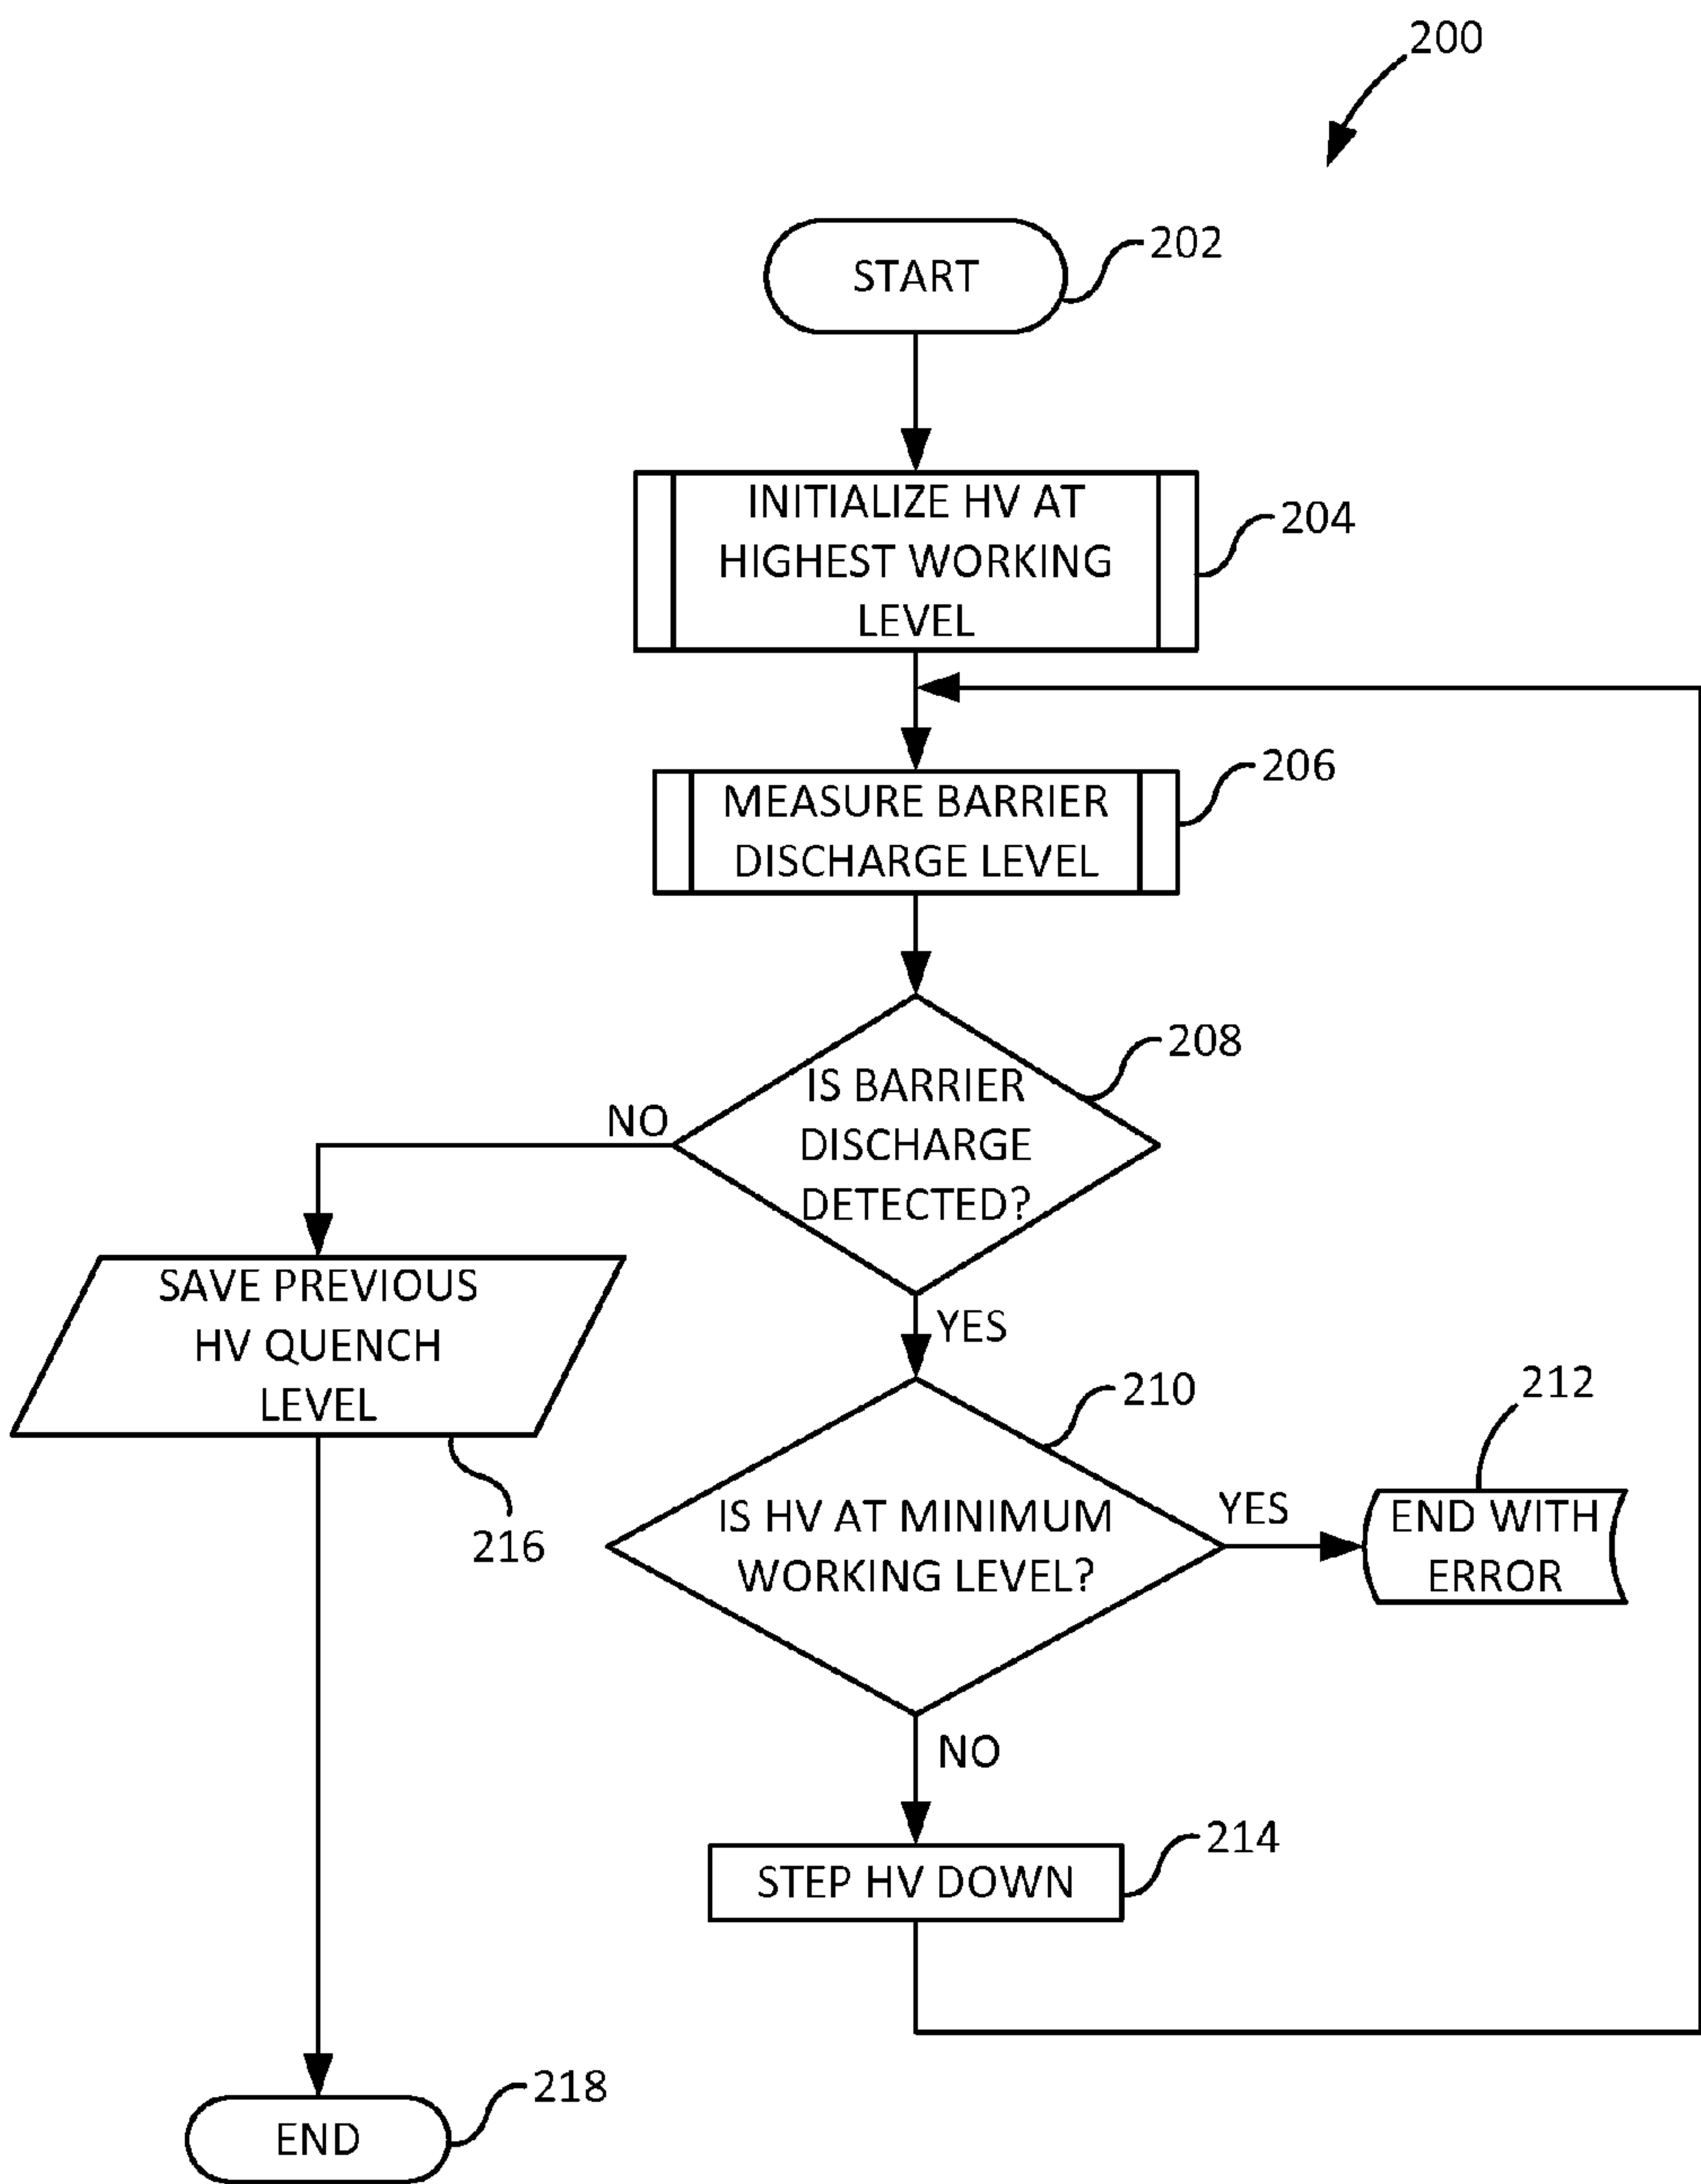 200
START
202
INITIALIZE HV AT
HIGHEST WORKING
LEVEL
204
MEASURE BARRIER
DISCHARGE LEVEL
206
IS BARRIER
DISCHARGE
DETECTED?
208
NO
YES
SAVE PREVIOUS
HV QUENCH
LEVEL
216
IS HV AT MINIMUM
WORKING LEVEL?
210
YES
END WITH
ERROR
212
NO
STEP HV DOWN
214
END
218